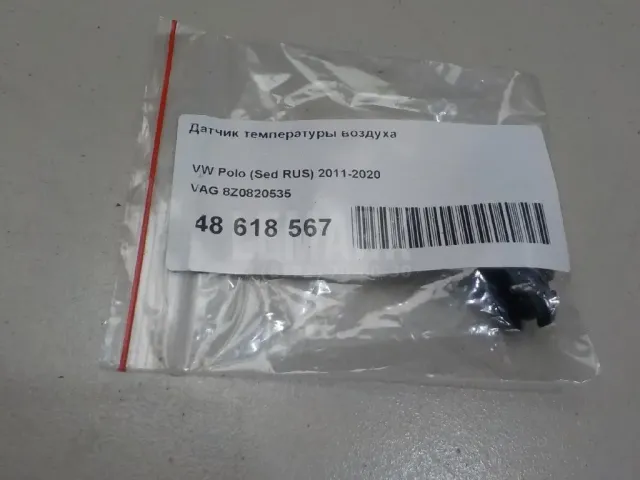 Датчик температуры воздуха
VW Polo (Sed RUS) 2011-2020
VAG 8Z0820535
48 618 567